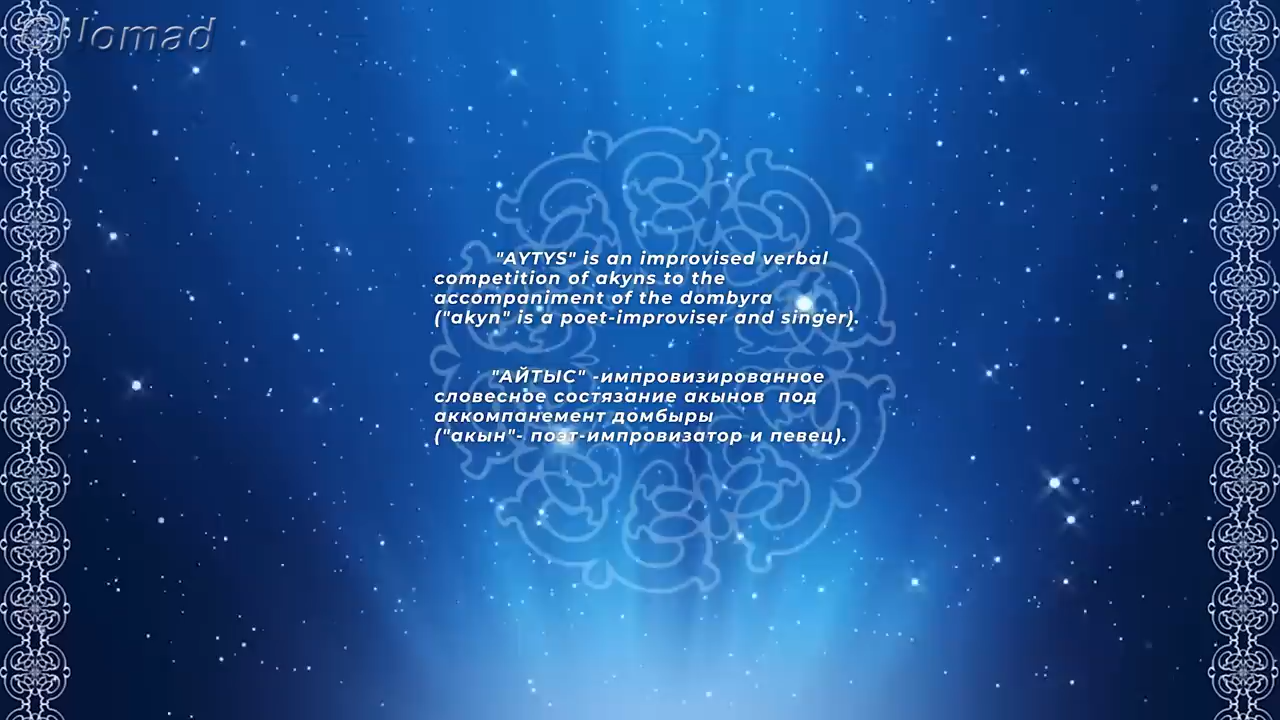 Nomad
"AYTYS" is an improvised verbal
competition of akyns to the
accompaniment of the dombyra
("akyn" is a poet-improviser and singer).
"АЙТЫС" -импровизированное
словесное состязание акынов под
аккомпанемент домбыры
("акын"- поэт-импровизатор и певец).